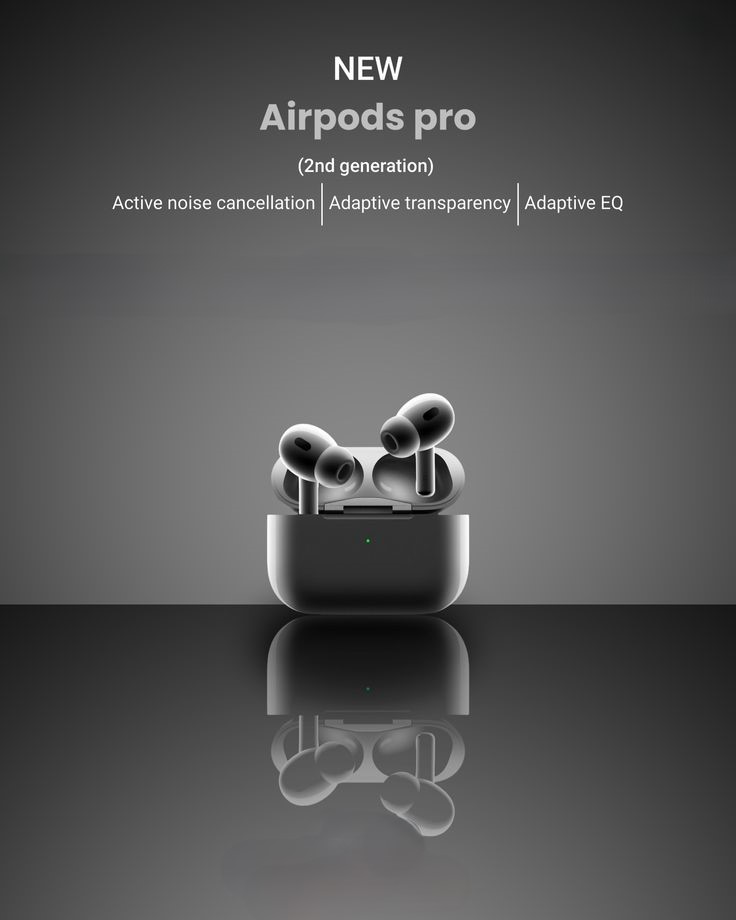 NEW
Airpods pro
(2nd generation)
Active noise cancellation | Adaptive transparency | Adaptive EQ